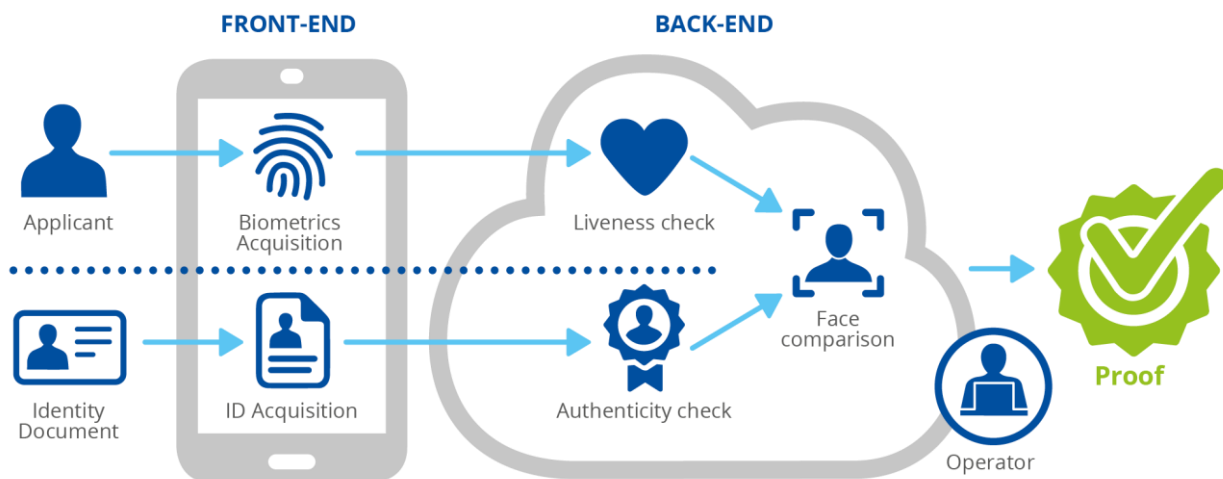 FRONT-END
BACK-END
Applicant
Biometrics
Acquisition
Liveness check
Face
comparison
Identity
Document
ID Acquisition
Authenticity check
Operator
Proof